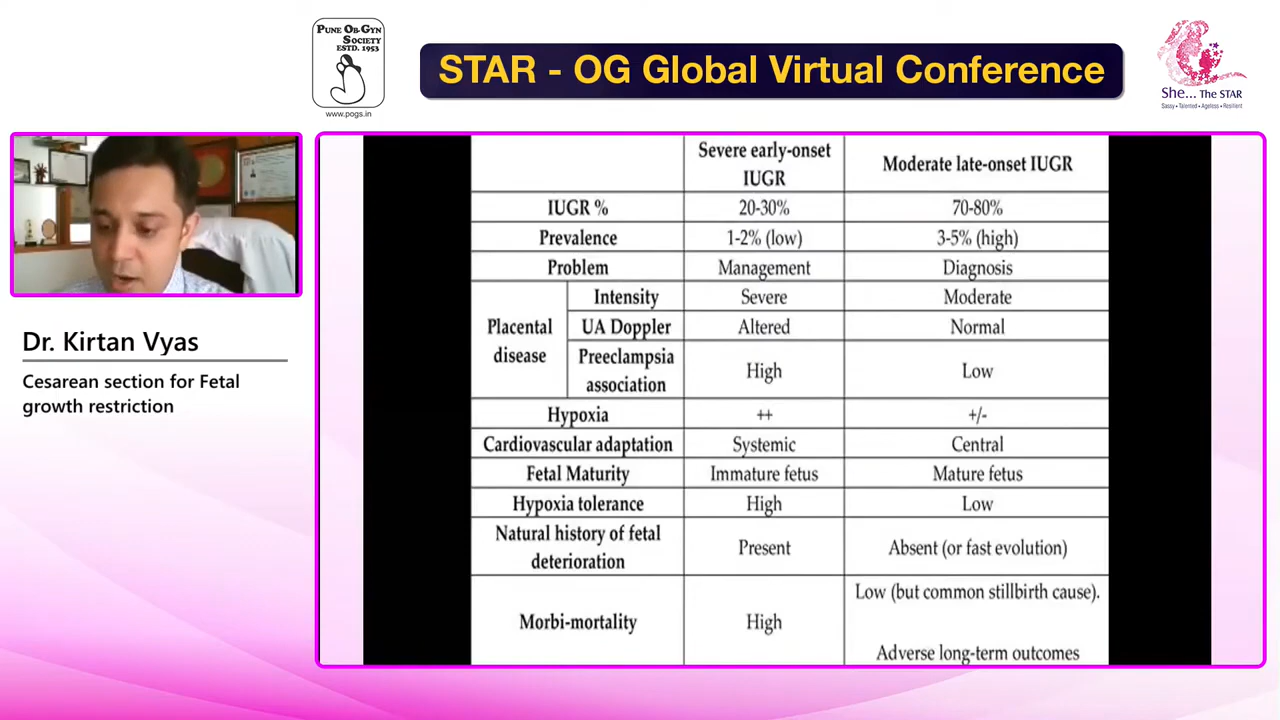 PUNE OB-GYN
SOCIETY
ESTD. 1953
www.pogs.in
STAR - OG Global Virtual Conference
She... The STAR
Sassy • Talented • Ageless • Resilient
Dr. Kirtan Vyas
Cesarean section for Fetal
growth restriction
Severe early-onset
IUGR
Moderate late-onset IUGR
IUGR % 20-30% 70-80%
Prevalence 1-2% (low) 3-5% (high)
Problem Management Diagnosis
Placental
disease
Intensity Severe Moderate
UA Doppler Altered Normal
Preeclampsia
association
High Low
Hypoxia ++ +/-
Cardiovascular adaptation Systemic Central
Fetal Maturity Immature fetus Mature fetus
Hypoxia tolerance High Low
Natural history of fetal
deterioration
Present Absent (or fast evolution)
Morbi-mortality High
Low (but common stillbirth cause).
Adverse long-term outcomes